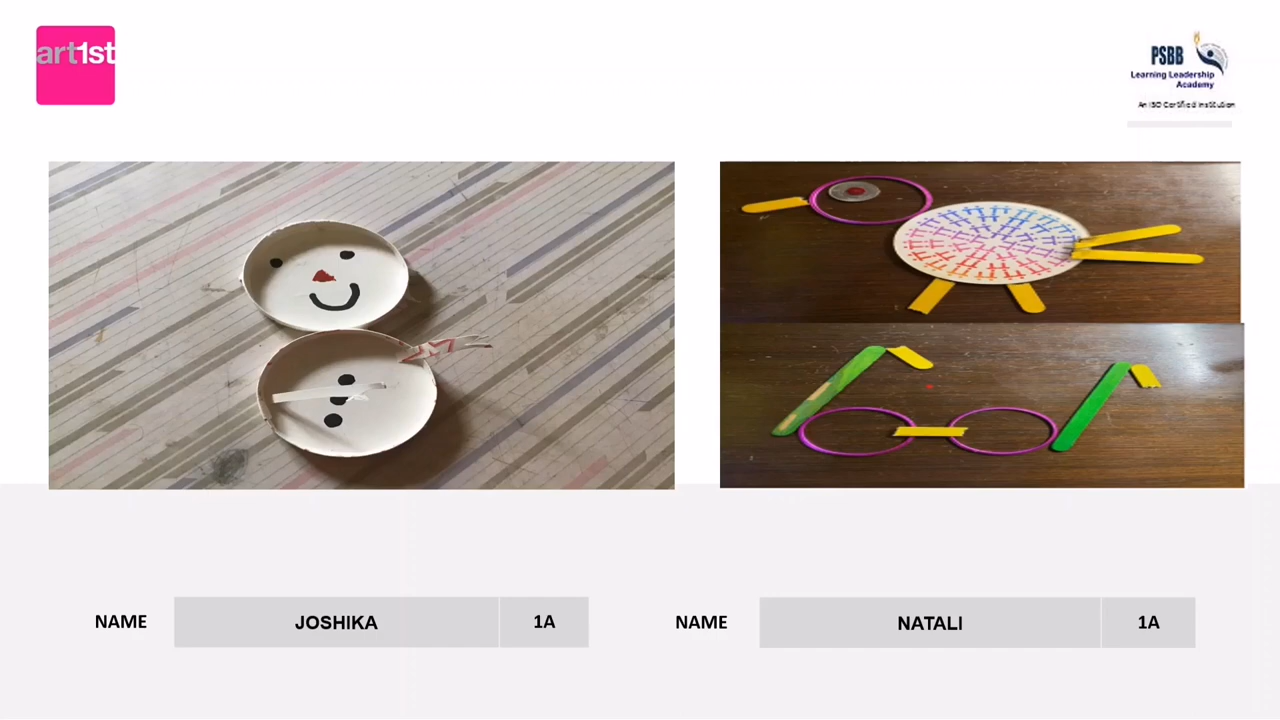 art1st
PSBB
Learning Leadership
Academy
An ISO Certified Institution
NAME
JOSHIKA
1A
NAME
NATALI
1A